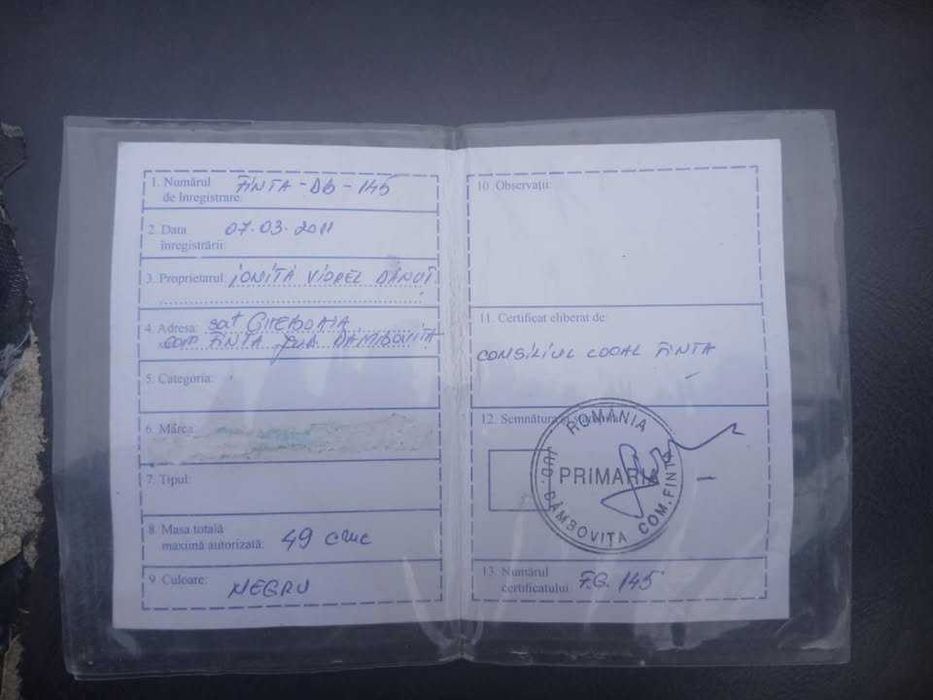 1. Numărul
de înregistrare: FINTA - DB - 145
2. Data
înregistrării: 07.03.2011
3. Proprietarul: IONIȚĂ VIOREL DĂNUȚ
4. Adresa: sat
com FINTA jud. DÂMBOVIȚA
5. Categoria:
6. Marca:
7. Tipul:
8. Masa totală
maximă autorizată: 49 cmc
9. Culoare: NEGRU
10. Observații:
11. Certificat eliberat de
CONSILIUL LOCAL FINTA
12. Semnătura
ROMÂNIA
PRIMARIA
JUD. DÂMBOVIȚA COM. FINTA
13. Numărul
certificatului: F.G. 145